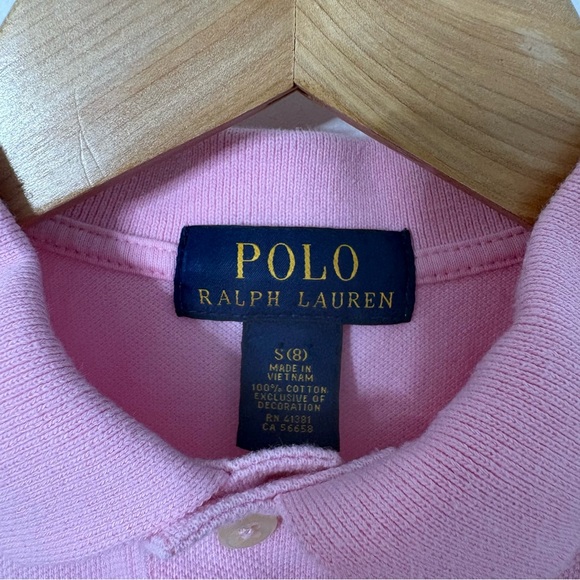 POLO
RALPH LAUREN
S (8)
MADE IN
VIETNAM
100% COTTON
EXCLUSIVE OF
DECORATION
RN 41381
CA 56658